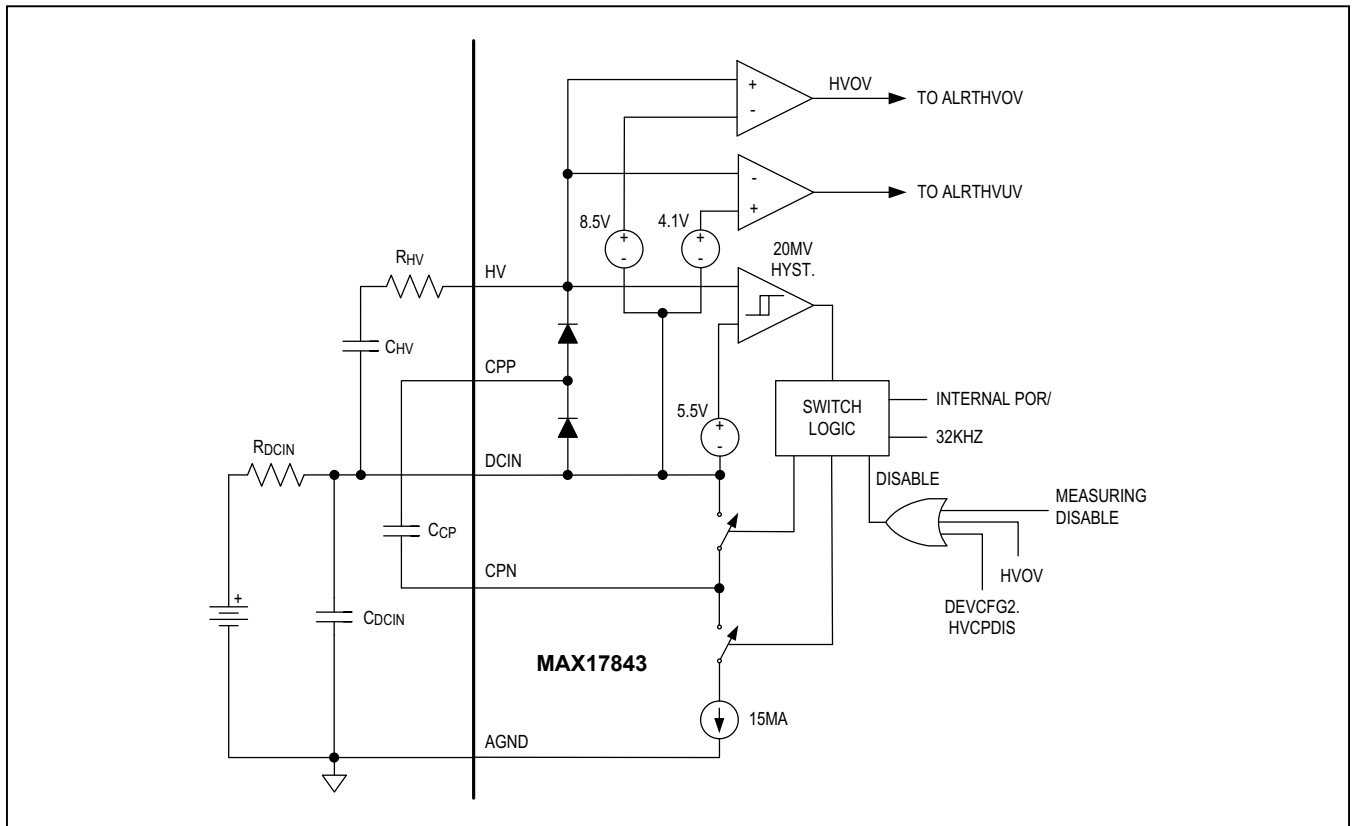 HVOV
TO ALRTHVOV
+
-
-
TO ALRTHVUV
+
8.5V
4.1V
+
-
+
-
20MV
HYST.
RHV
HV
CHV
CPP
5.5V
+
-
SWITCH
LOGIC
INTERNAL POR/
32KHZ
RDCIN
DCIN
DISABLE
MEASURING
DISABLE
CCP
CPN
HVOV
DEVCFG2.
HVCPDIS
+
CDCIN
MAX17843
15MA
AGND